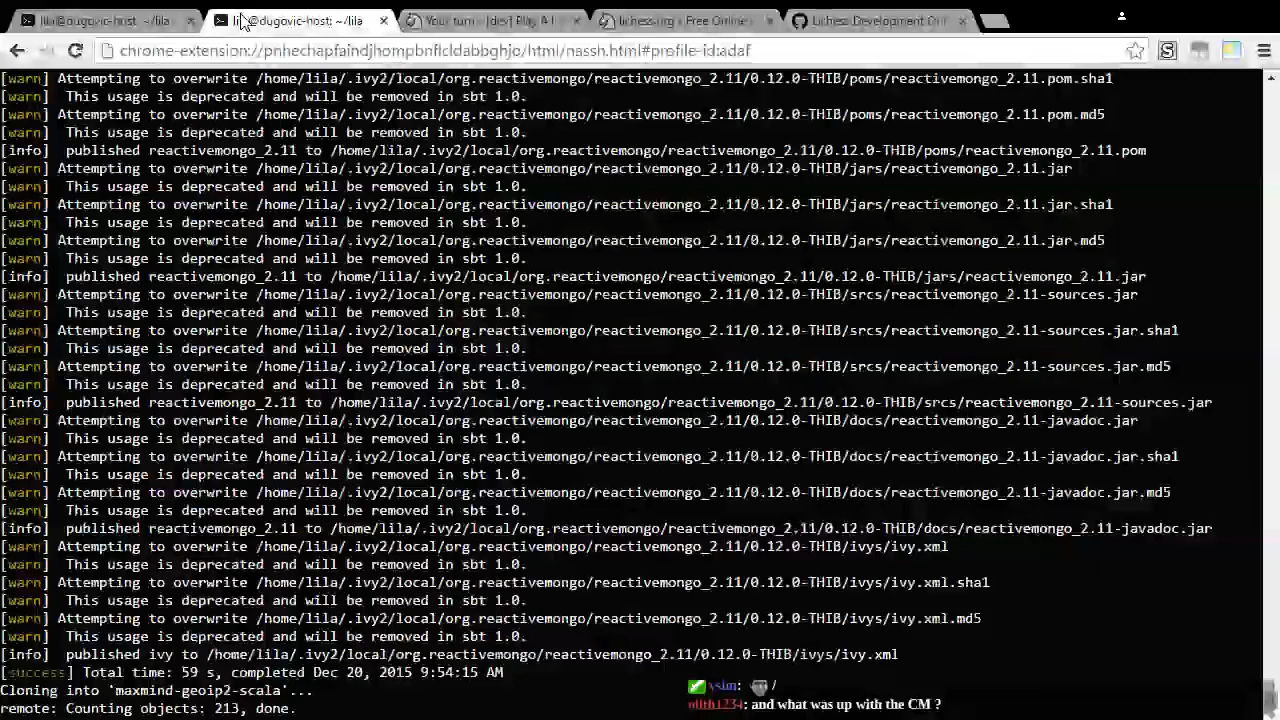 lila@dugovic-host: ~/lila
lila@dugovic-host: ~/lila
Your turn - [dev] Play
lichess.org • Free Online
Lichess Development
chrome-extension://pnhechapfaindjhompbnflcldabbghjo/html/nassh.html#profile-id:adaf
[warn] Attempting to overwrite /home/lila/.ivy2/local/org.reactivemongo/reactivemongo_2.11/0.12.0-THIB/poms/reactivemongo_2.11.pom.sha1
[warn]  This usage is deprecated and will be removed in sbt 1.0.
[warn] Attempting to overwrite /home/lila/.ivy2/local/org.reactivemongo/reactivemongo_2.11/0.12.0-THIB/poms/reactivemongo_2.11.pom.md5
[warn]  This usage is deprecated and will be removed in sbt 1.0.
[info]  published reactivemongo_2.11 to /home/lila/.ivy2/local/org.reactivemongo/reactivemongo_2.11/0.12.0-THIB/poms/reactivemongo_2.11.pom
[warn] Attempting to overwrite /home/lila/.ivy2/local/org.reactivemongo/reactivemongo_2.11/0.12.0-THIB/jars/reactivemongo_2.11.jar
[warn]  This usage is deprecated and will be removed in sbt 1.0.
[warn] Attempting to overwrite /home/lila/.ivy2/local/org.reactivemongo/reactivemongo_2.11/0.12.0-THIB/jars/reactivemongo_2.11.jar.sha1
[warn]  This usage is deprecated and will be removed in sbt 1.0.
[warn] Attempting to overwrite /home/lila/.ivy2/local/org.reactivemongo/reactivemongo_2.11/0.12.0-THIB/jars/reactivemongo_2.11.jar.md5
[warn]  This usage is deprecated and will be removed in sbt 1.0.
[info]  published reactivemongo_2.11 to /home/lila/.ivy2/local/org.reactivemongo/reactivemongo_2.11/0.12.0-THIB/jars/reactivemongo_2.11.jar
[warn] Attempting to overwrite /home/lila/.ivy2/local/org.reactivemongo/reactivemongo_2.11/0.12.0-THIB/srcs/reactivemongo_2.11-sources.jar
[warn]  This usage is deprecated and will be removed in sbt 1.0.
[warn] Attempting to overwrite /home/lila/.ivy2/local/org.reactivemongo/reactivemongo_2.11/0.12.0-THIB/srcs/reactivemongo_2.11-sources.jar.sha1
[warn]  This usage is deprecated and will be removed in sbt 1.0.
[warn] Attempting to overwrite /home/lila/.ivy2/local/org.reactivemongo/reactivemongo_2.11/0.12.0-THIB/srcs/reactivemongo_2.11-sources.jar.md5
[warn]  This usage is deprecated and will be removed in sbt 1.0.
[info]  published reactivemongo_2.11 to /home/lila/.ivy2/local/org.reactivemongo/reactivemongo_2.11/0.12.0-THIB/srcs/reactivemongo_2.11-sources.jar
[warn] Attempting to overwrite /home/lila/.ivy2/local/org.reactivemongo/reactivemongo_2.11/0.12.0-THIB/docs/reactivemongo_2.11-javadoc.jar
[warn]  This usage is deprecated and will be removed in sbt 1.0.
[warn] Attempting to overwrite /home/lila/.ivy2/local/org.reactivemongo/reactivemongo_2.11/0.12.0-THIB/docs/reactivemongo_2.11-javadoc.jar.sha1
[warn]  This usage is deprecated and will be removed in sbt 1.0.
[warn] Attempting to overwrite /home/lila/.ivy2/local/org.reactivemongo/reactivemongo_2.11/0.12.0-THIB/docs/reactivemongo_2.11-javadoc.jar.md5
[warn]  This usage is deprecated and will be removed in sbt 1.0.
[info]  published reactivemongo_2.11 to /home/lila/.ivy2/local/org.reactivemongo/reactivemongo_2.11/0.12.0-THIB/docs/reactivemongo_2.11-javadoc.jar
[warn] Attempting to overwrite /home/lila/.ivy2/local/org.reactivemongo/reactivemongo_2.11/0.12.0-THIB/ivys/ivy.xml
[warn]  This usage is deprecated and will be removed in sbt 1.0.
[warn] Attempting to overwrite /home/lila/.ivy2/local/org.reactivemongo/reactivemongo_2.11/0.12.0-THIB/ivys/ivy.xml.sha1
[warn]  This usage is deprecated and will be removed in sbt 1.0.
[warn] Attempting to overwrite /home/lila/.ivy2/local/org.reactivemongo/reactivemongo_2.11/0.12.0-THIB/ivys/ivy.xml.md5
[warn]  This usage is deprecated and will be removed in sbt 1.0.
[info]  published ivy to /home/lila/.ivy2/local/org.reactivemongo/reactivemongo_2.11/0.12.0-THIB/ivys/ivy.xml
[success] Total time: 59 s, completed Dec 20, 2015 9:54:15 AM
Cloning into 'maxmind-geoip2-scala'...
vsim: /
remote: Counting objects: 213, done.
olith1234: and what was up with the CM ?